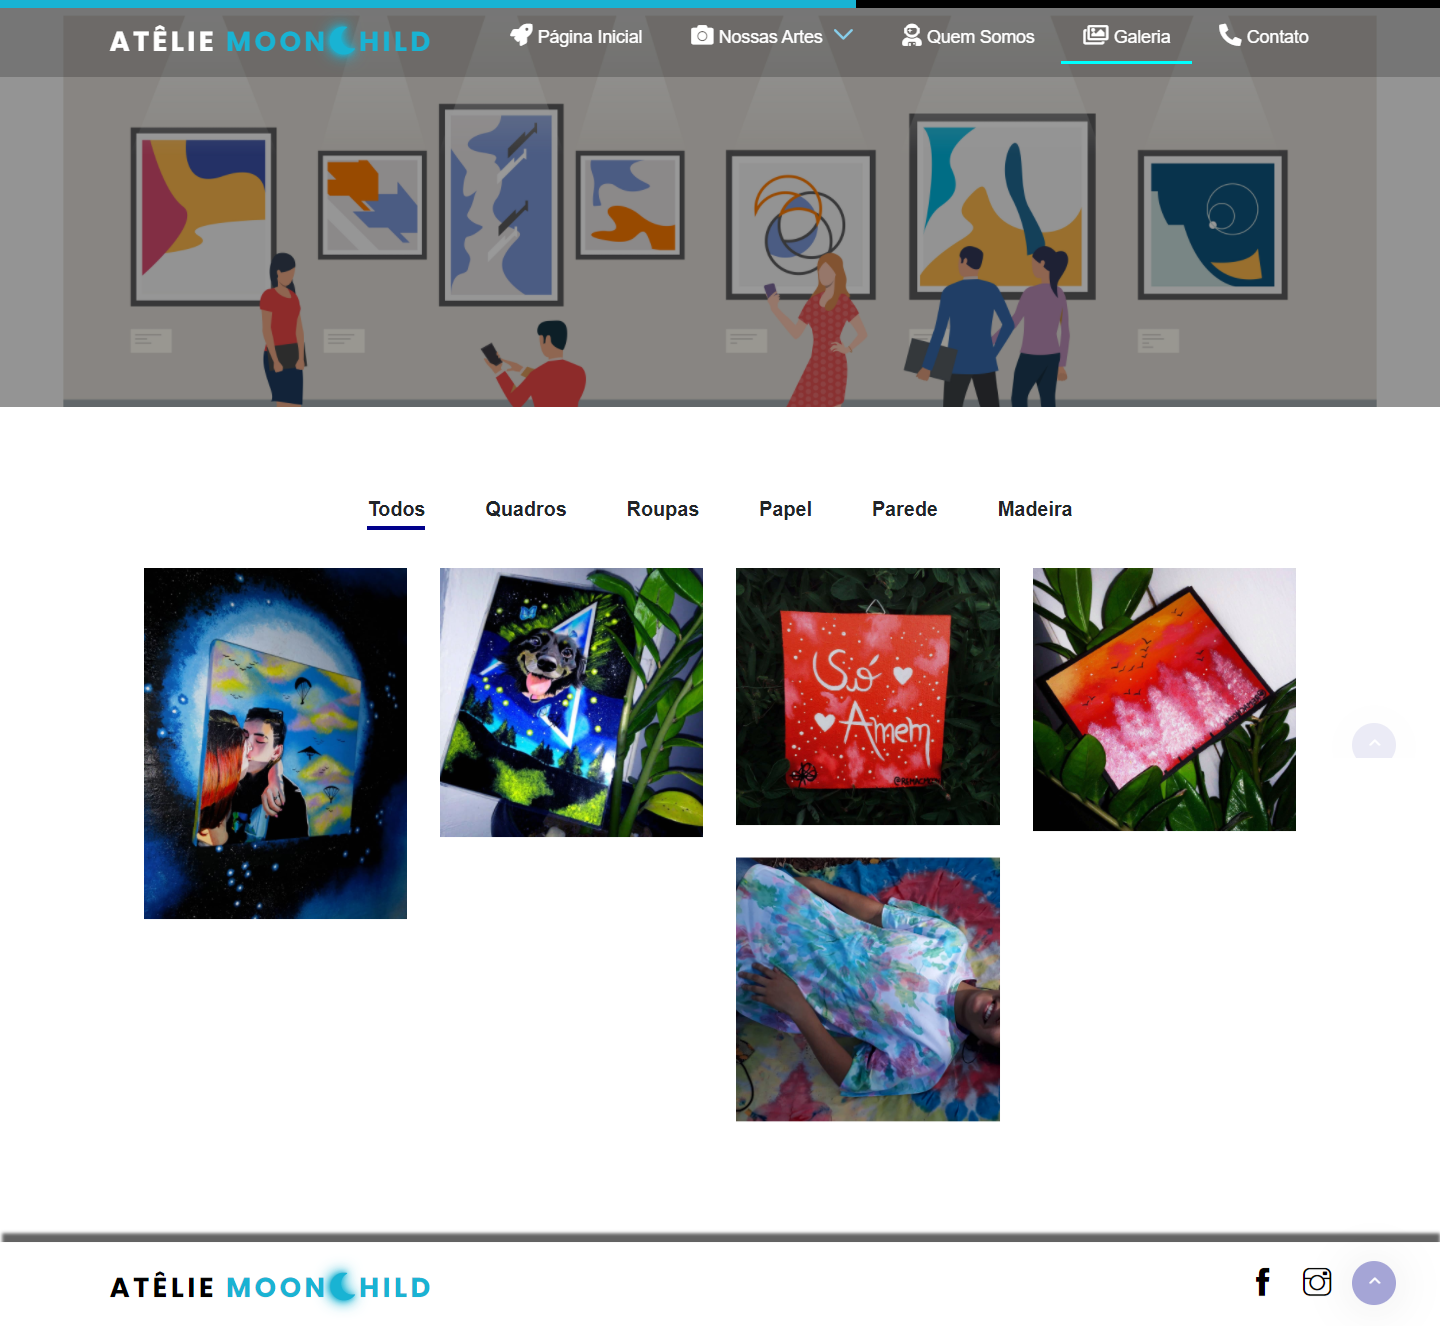 ATÊLIE MOONCHILD
Página Inicial
Nossas Artes
Quem Somos
Galeria
Contato
Todos
Quadros
Roupas
Papel
Parede
Madeira
Só
Amem
ATÊLIE MOONCHILD